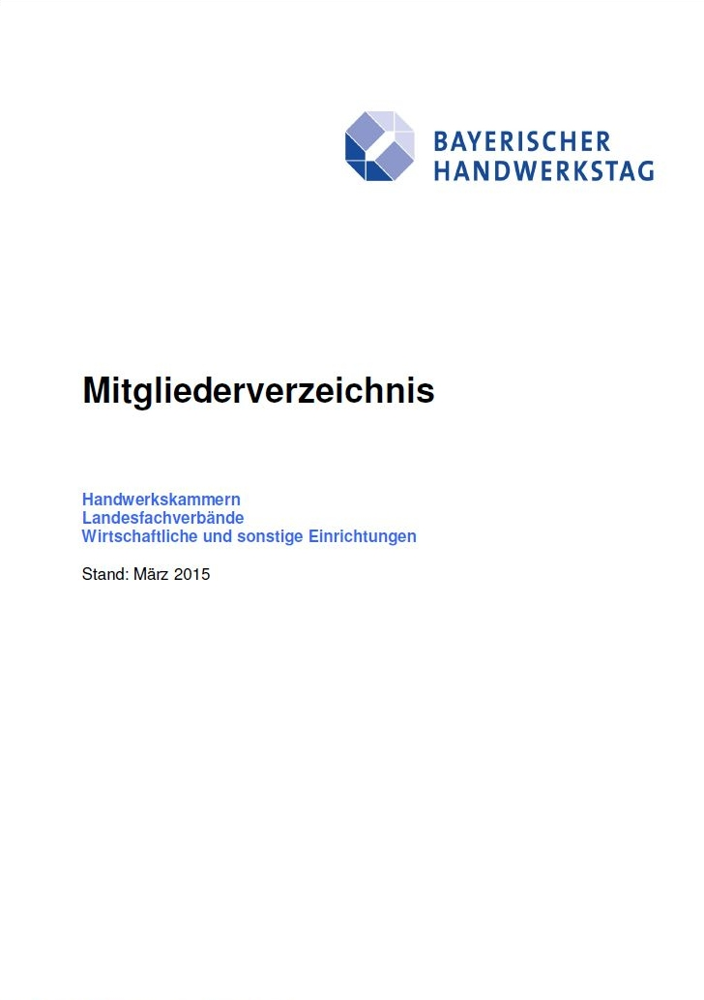 BAYERISCHER
HANDWERKSTAG
Mitgliederverzeichnis
Handwerkskammern
Landesfachverbände
Wirtschaftliche und sonstige Einrichtungen
Stand: März 2015